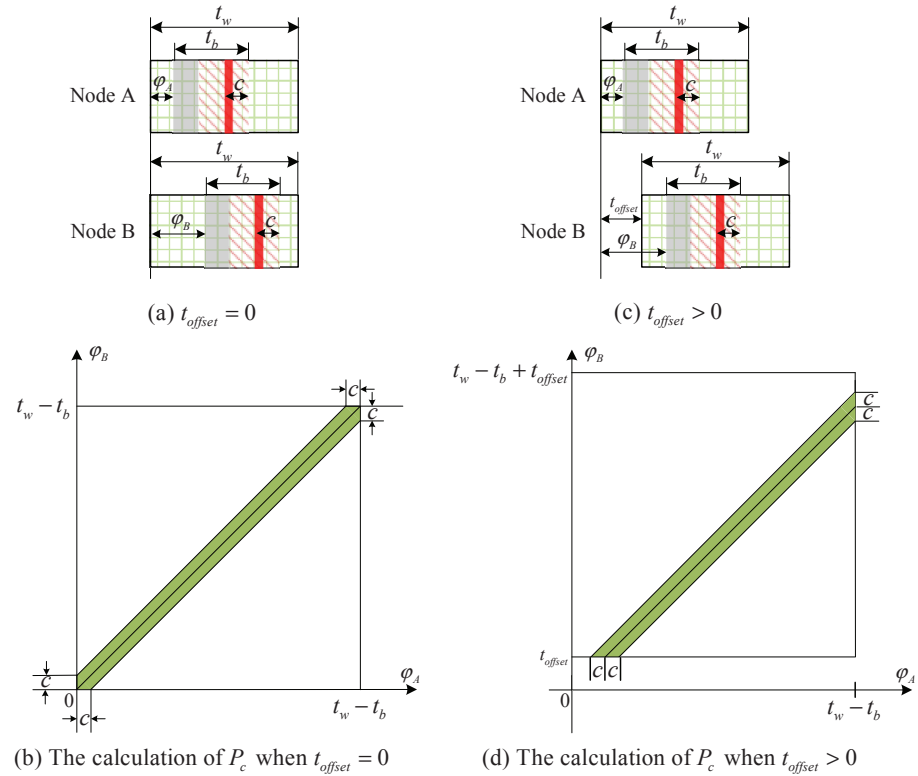 t_w
t_b
Node A
φ_A
c
t_w
t_b
Node B
φ_B
c
(a) t_offset = 0
t_w
t_b
Node A
φ_A
c
t_w
t_b
Node B
t_offset
φ_B
c
(c) t_offset > 0
φ_B
c
t_w − t_b
c
c
0
c
t_w − t_b
φ_A
(b) The calculation of P_c when t_offset = 0
φ_B
t_w − t_b + t_offset
c
c
t_offset
c c
0
t_w − t_b
φ_A
(d) The calculation of P_c when t_offset > 0